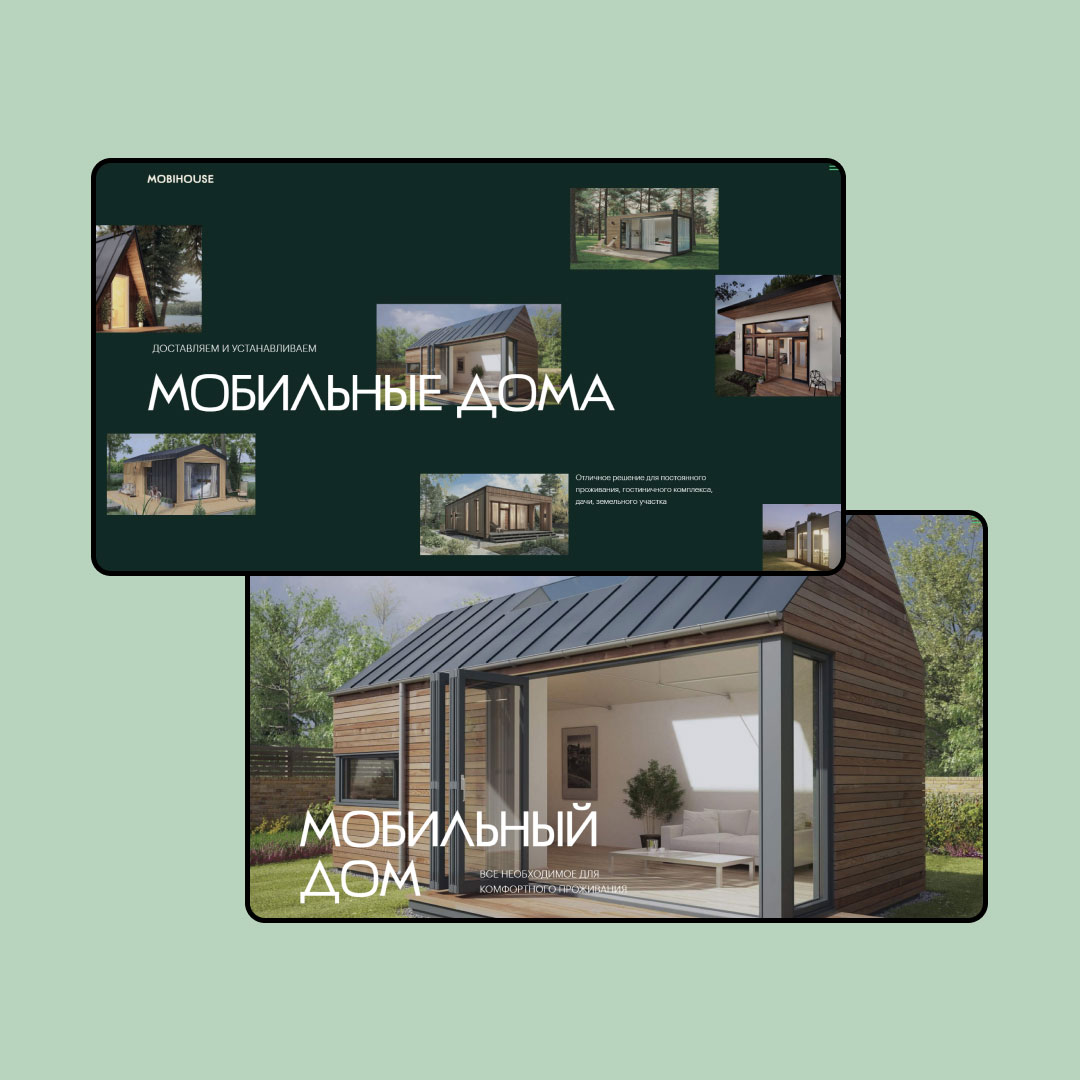 MOBIHOUSE
ДОСТАВЛЯЕМ И УСТАНАВЛИВАЕМ
МОБИЛЬНЫЕ ДОМА
Отличное решение для постоянного
проживания, гостиничного комплекса,
дачи, земельного участка
МОБИЛЬНЫЙ
ДОМ
ВСЕ НЕОБХОДИМОЕ ДЛЯ
КОМФОРТНОГО ПРОЖИВАНИЯ